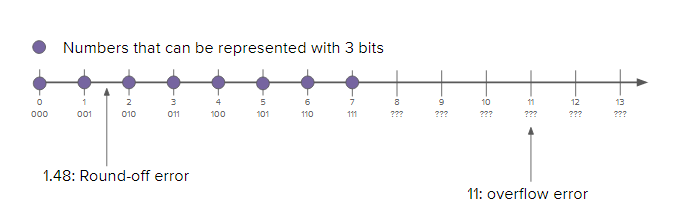 Numbers that can be represented with 3 bits
0 1 2 3 4 5 6 7 8 9 10 11 12 13
000 001 010 011 100 101 110 111 ??? ??? ??? ??? ??? ???
1.48: Round-off error
11: overflow error